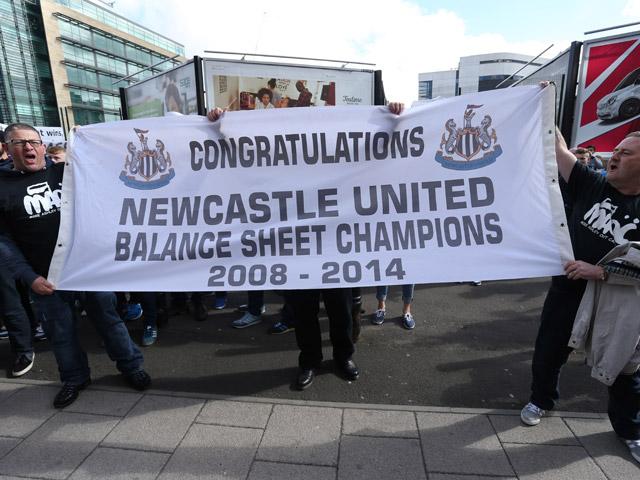 CONGRATULATIONS
NEWCASTLE UNITED
BALANCE SHEET CHAMPIONS
2008 - 2014